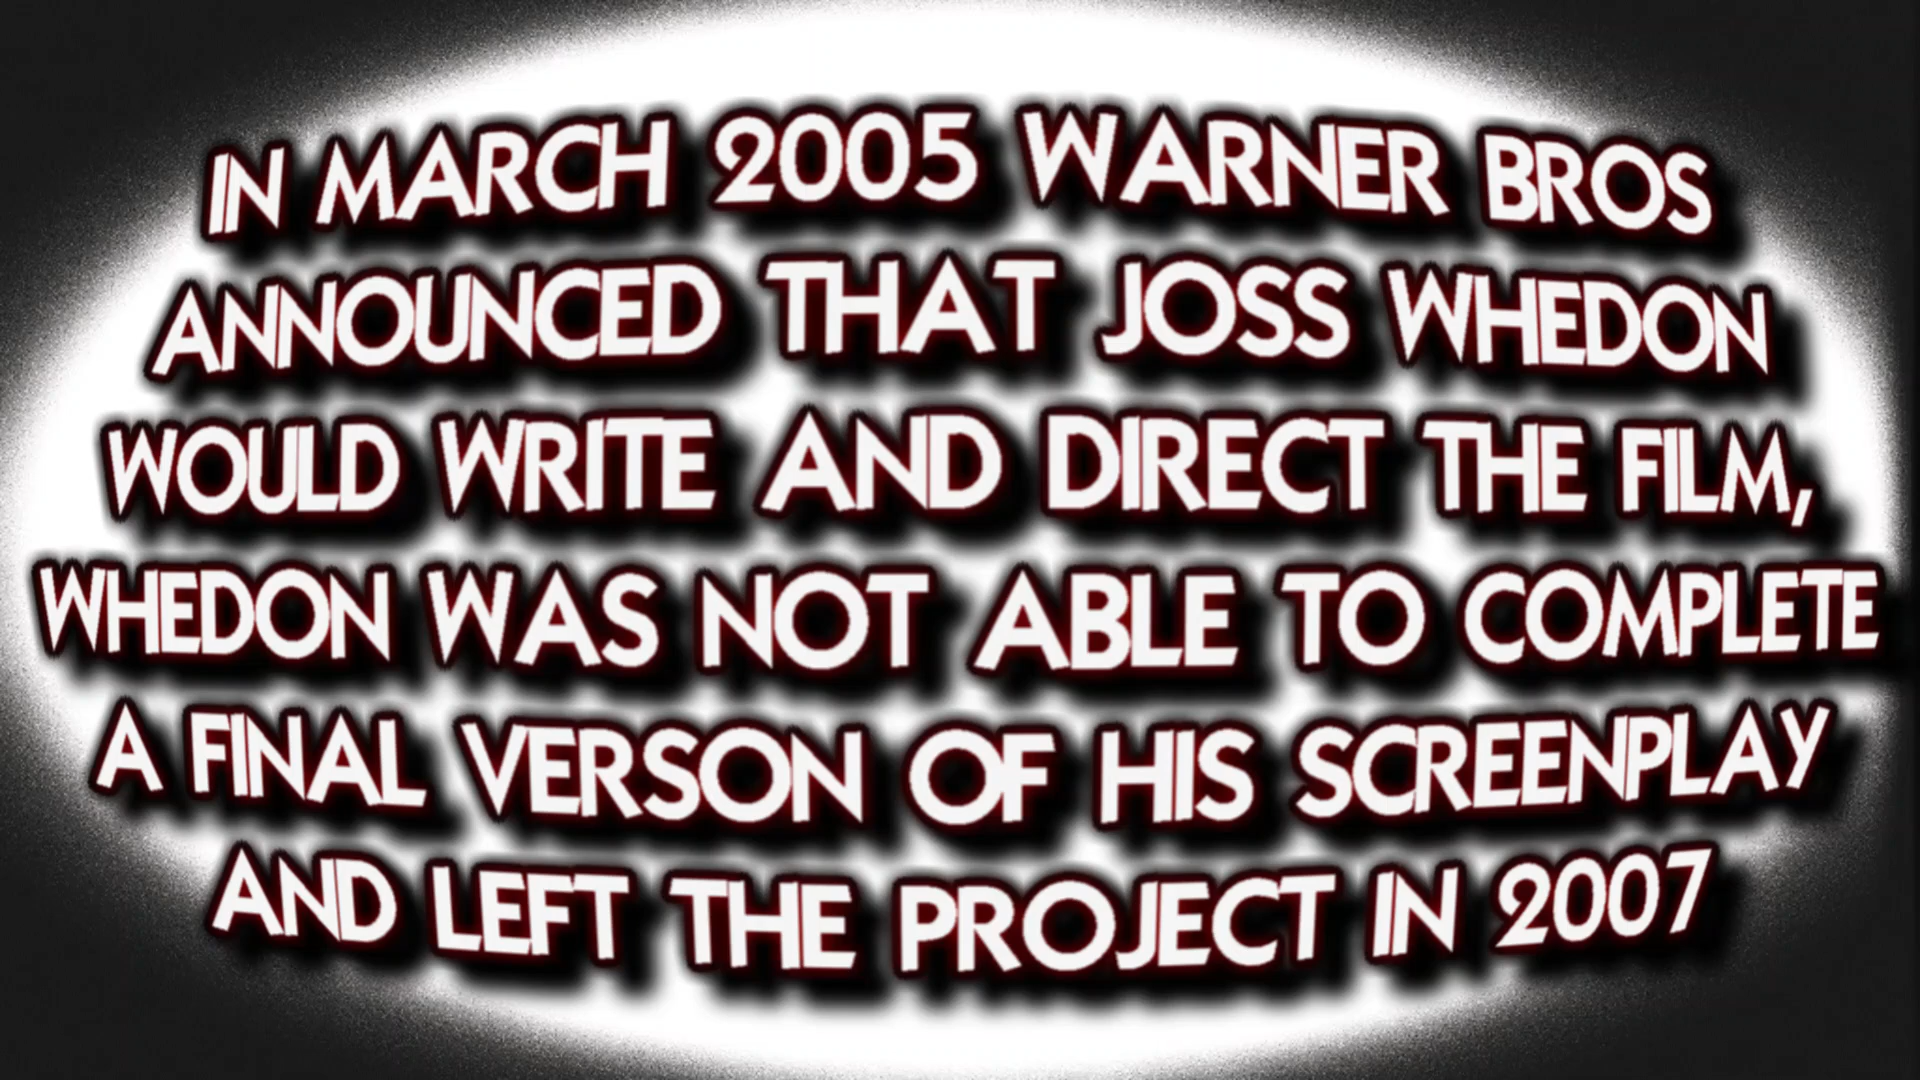 IN MARCH 2005 WARNER BROS
ANNOUNCED THAT JOSS WHEDON
WOULD WRITE AND DIRECT THE FILM,
WHEDON WAS NOT ABLE TO COMPLETE
A FINAL VERSON OF HIS SCREENPLAY
AND LEFT THE PROJECT IN 2007